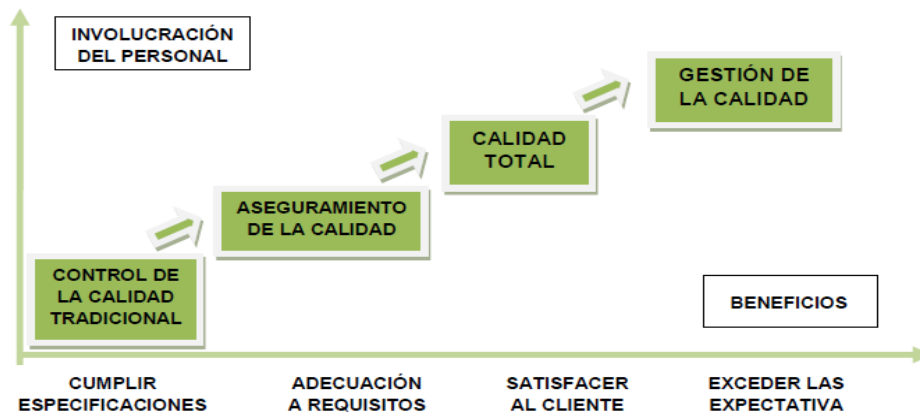 INVOLUCRACIÓN
DEL PERSONAL
GESTIÓN DE
LA CALIDAD
CALIDAD
TOTAL
ASEGURAMIENTO
DE LA CALIDAD
CONTROL DE
LA CALIDAD
TRADICIONAL
BENEFICIOS
CUMPLIR
ESPECIFICACIONES
ADECUACIÓN
A REQUISITOS
SATISFACER
AL CLIENTE
EXCEDER LAS
EXPECTATIVA